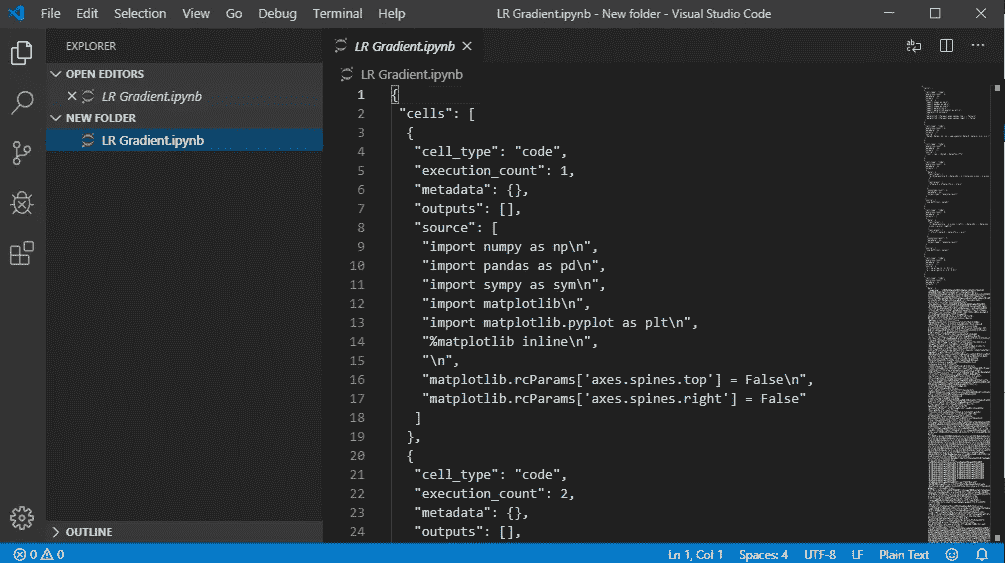 File Edit Selection View Go Debug Terminal Help LR Gradient.ipynb - New folder - Visual Studio Code
EXPLORER
OPEN EDITORS
LR Gradient.ipynb
NEW FOLDER
LR Gradient.ipynb
OUTLINE
LR Gradient.ipynb
LR Gradient.ipynb
1 {
2 "cells": [
3 {
4 "cell_type": "code",
5 "execution_count": 1,
6 "metadata": {},
7 "outputs": [],
8 "source": [
9 "import numpy as np\n",
10 "import pandas as pd\n",
11 "import sympy as sym\n",
12 "import matplotlib\n",
13 "import matplotlib.pyplot as plt\n",
14 "%matplotlib inline\n",
15 "\n",
16 "matplotlib.rcParams['axes.spines.top'] = False\n",
17 "matplotlib.rcParams['axes.spines.right'] = False"
18 ]
19 },
20 {
21 "cell_type": "code",
22 "execution_count": 2,
23 "metadata": {},
24 "outputs": [],
0 0 Ln 1, Col 1 Spaces: 4 UTF-8 LF Plain Text